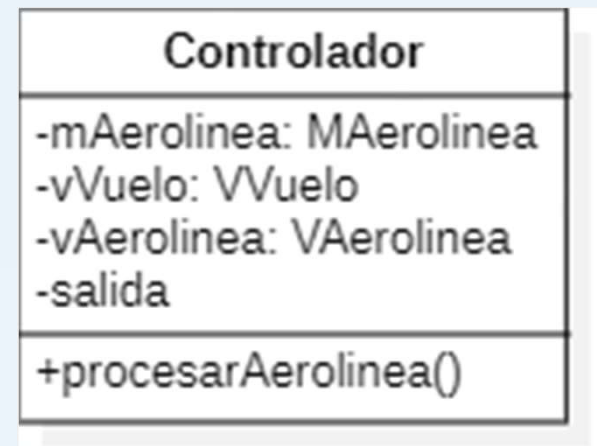 Controlador
-mAerolinea: MAerolinea
-vVuelo: VVuelo
-vAerolinea: VAerolinea
-salida
+procesarAerolinea()